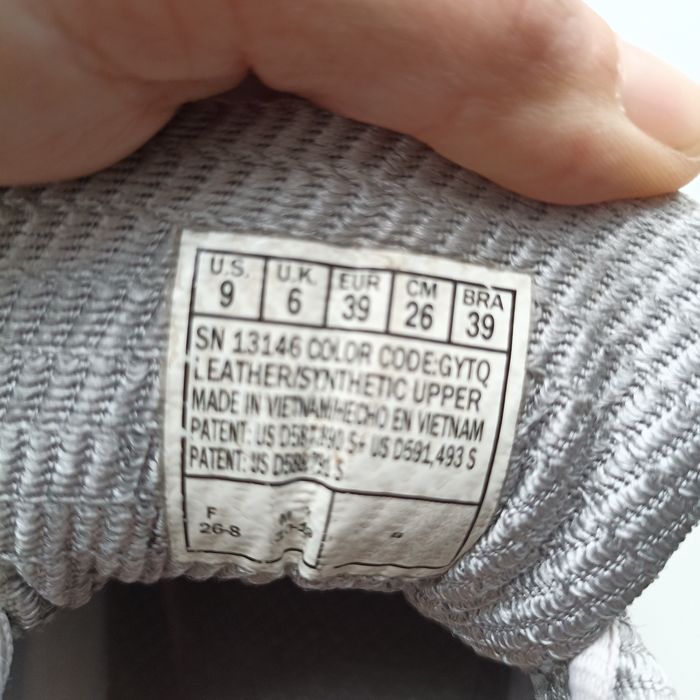 U.S. U.K. EUR CM BRA
9 6 39 26 39
SN 13146 COLOR CODE:GYTQ
LEATHER/SYNTHETIC UPPER
MADE IN VIETNAM/HECHO EN VIETNAM
PATENT: US S+ US D591,493 S
PATENT: US S
F
26-8